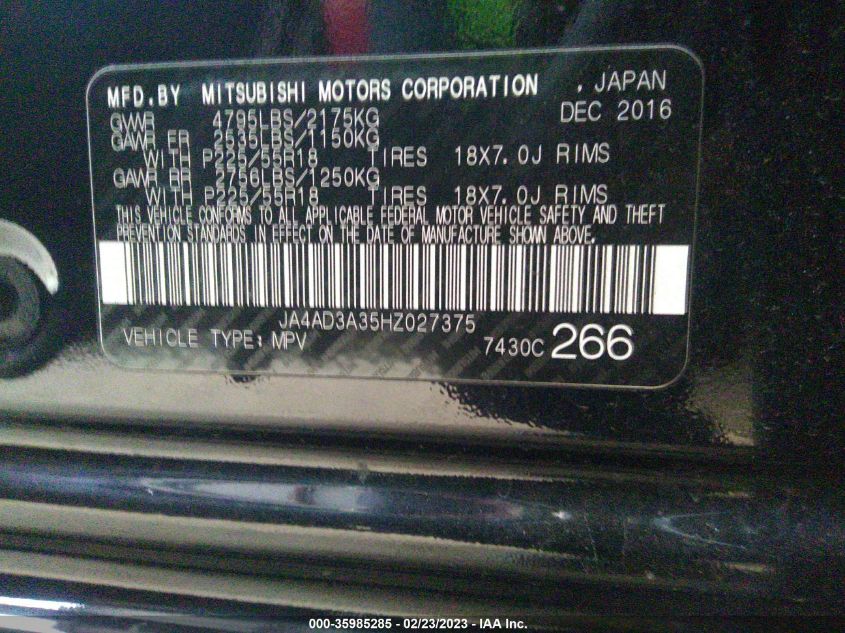 MFD.BY MITSUBISHI MOTORS CORPORATION , JAPAN
GVWR 4795LBS/2175KG DEC 2016
GAWR FR 2535LBS/1150KG
WITH P225/55R18 TIRES 18X7.0J RIMS
GAWR RR 2756LBS/1250KG
WITH P225/55R18 TIRES 18X7.0J RIMS
THIS VEHICLE CONFORMS TO ALL APPLICABLE FEDERAL MOTOR VEHICLE SAFETY AND THEFT
PREVENTION STANDARDS IN EFFECT ON THE DATE OF MANUFACTURE SHOWN ABOVE.
JA4AD3A35HZ027375
VEHICLE TYPE: MPV 7430C 266
000-35985285 - 02/23/2023 - IAA Inc.